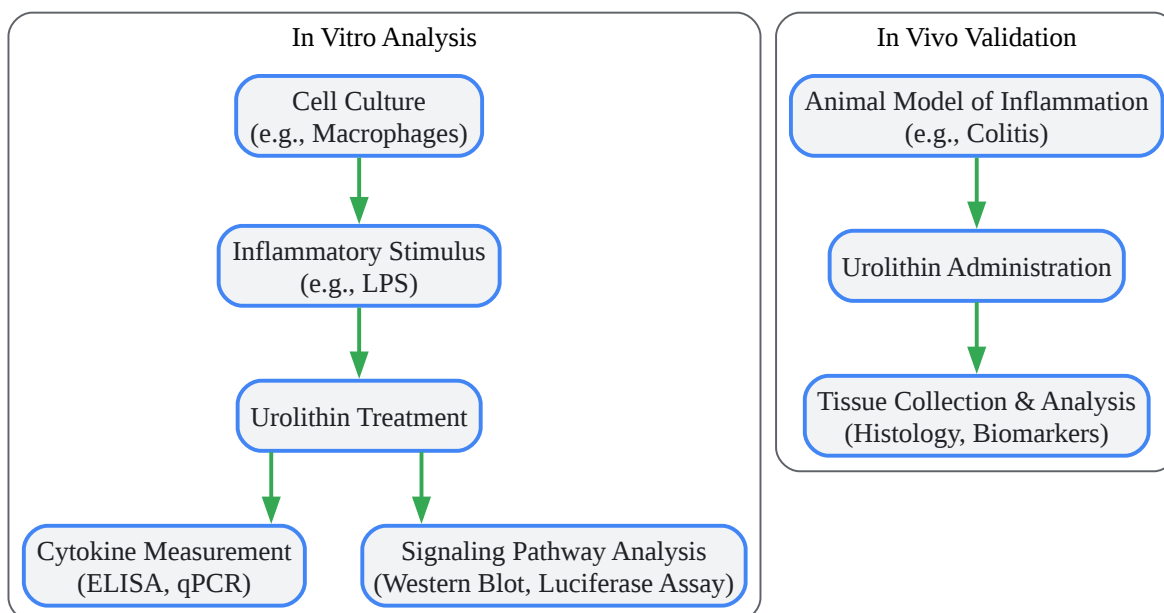 In Vitro Analysis
Cell Culture
(e.g., Macrophages)
Inflammatory Stimulus
(e.g., LPS)
Urolithin Treatment
Cytokine Measurement
(ELISA, qPCR)
Signaling Pathway Analysis
(Western Blot, Luciferase Assay)
In Vivo Validation
Animal Model of Inflammation
(e.g., Colitis)
Urolithin Administration
Tissue Collection & Analysis
(Histology, Biomarkers)